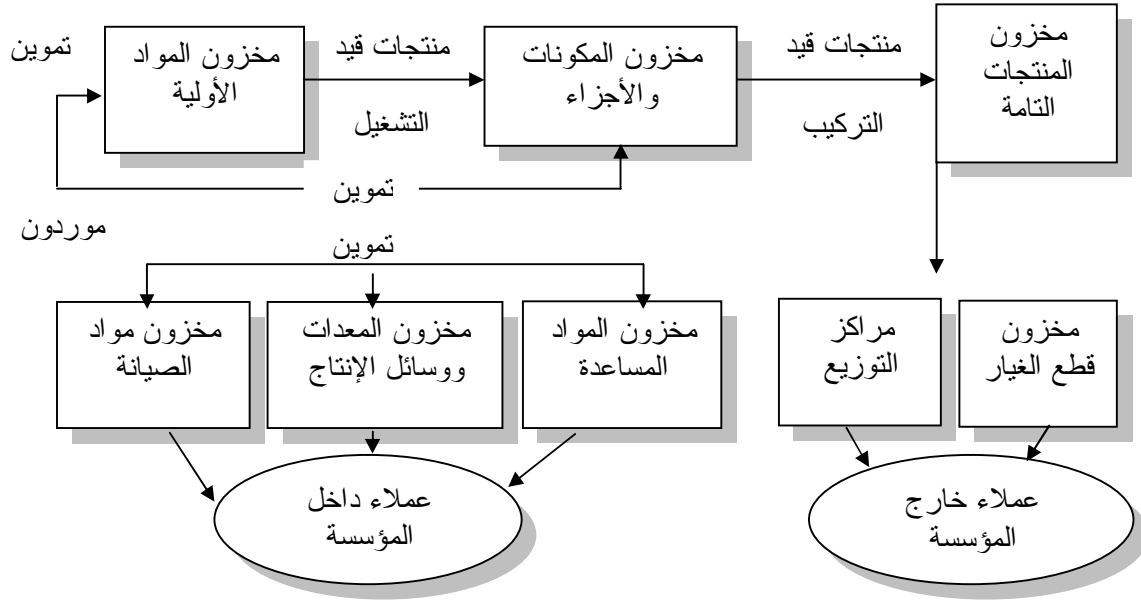 تموين
مخزون المواد
الأولية
منتجات قيد
التشغيل
مخزون المكونات
والأجزاء
منتجات قيد
التركيب
مخزون
المنتجات
التامة
تموين
موردون
تموين
مخزون مواد
الصيانة
مخزون المعدات
ووسائل الإنتاج
مخزون المواد
المساعدة
مراكز
التوزيع
مخزون
قطع الغيار
عملاء داخل
المؤسسة
عملاء خارج
المؤسسة